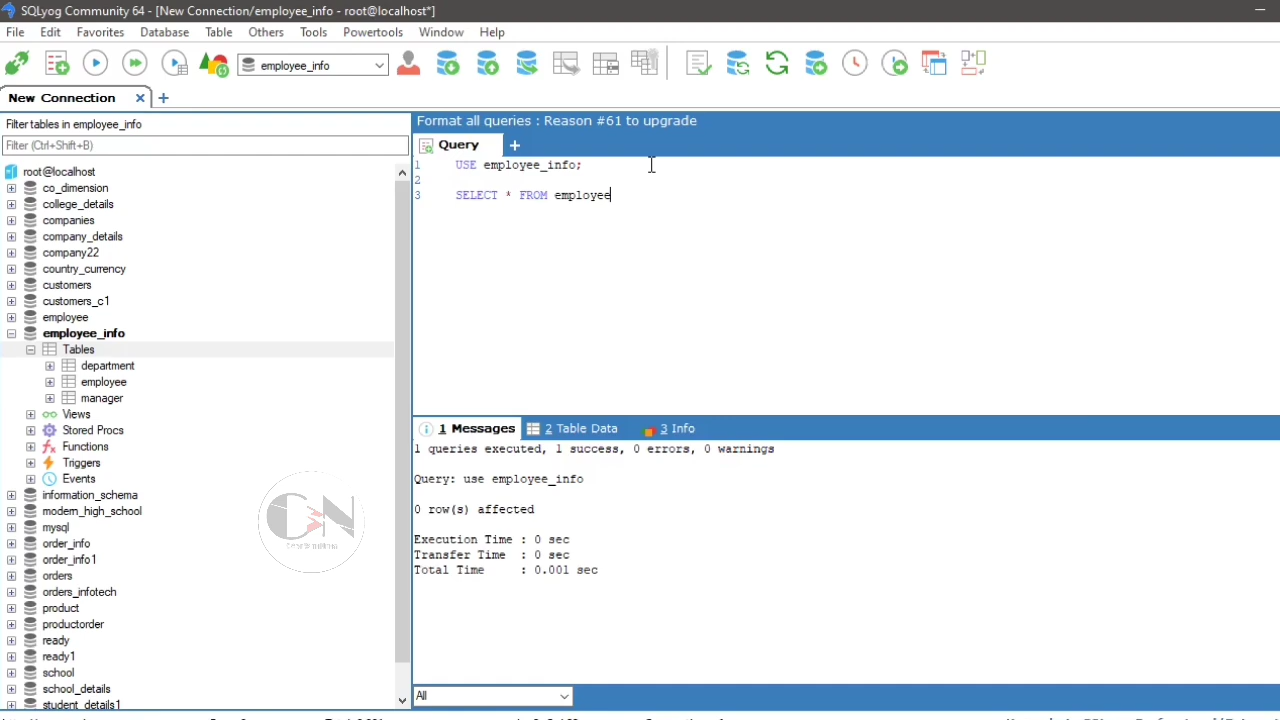 SQLyog Community 64 - [New Connection/employee_info - root@localhost*]
File Edit Favorites Database Table Others Tools Powertools Window Help
employee_info
New Connection
Filter tables in employee_info
Filter (Ctrl+Shift+B)
root@localhost
co_dimension
college_details
companies
company_details
company22
country_currency
customers
customers_c1
employee
employee_info
Tables
department
employee
manager
Views
Stored Procs
Functions
Triggers
Events
information_schema
modern_high_school
mysql
order_info
order_info1
orders
orders_infotech
product
productorder
ready
ready1
school
school_details
student_details1
Format all queries : Reason #61 to upgrade
Query
1 USE employee_info;
2
3 SELECT * FROM employee
1 Messages 2 Table Data 3 Info
1 queries executed, 1 success, 0 errors, 0 warnings
Query: use employee_info
0 row(s) affected
Execution Time : 0 sec
Transfer Time : 0 sec
Total Time : 0.001 sec
All